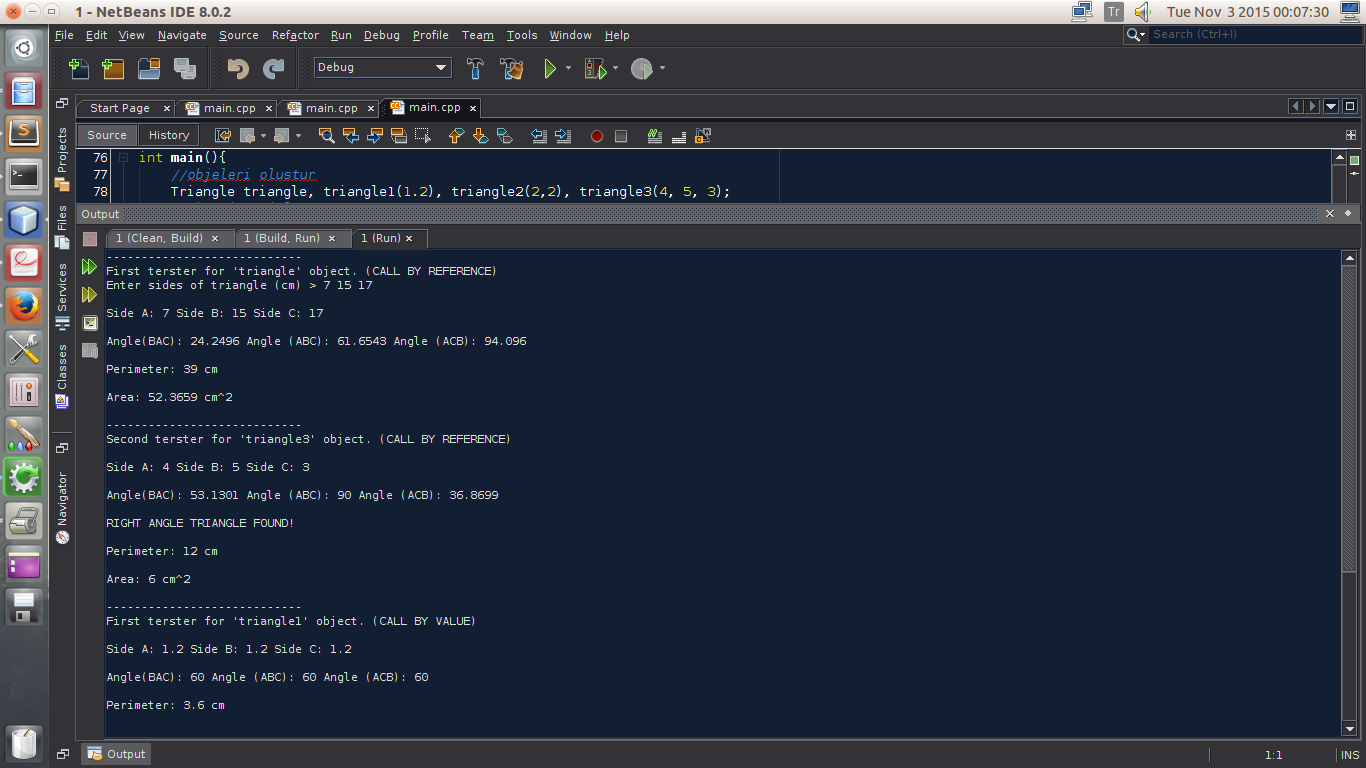 1 - NetBeans IDE 8.0.2
Tr
Tue Nov 3 2015 00:07:30
File Edit View Navigate Source Refactor Run Debug Profile Team Tools Window Help
Search (Ctrl+I)
Debug
Start Page main.cpp main.cpp main.cpp
Projects
Files
Services
Classes
Navigator
Source History
76 int main(){
77 //objeleri olustur
78 Triangle triangle, triangle1(1.2), triangle2(2,2), triangle3(4, 5, 3);
Output
1 (Clean, Build) 1 (Build, Run) 1 (Run)
----------------------------
First terster for 'triangle' object. (CALL BY REFERENCE)
Enter sides of triangle (cm) > 7 15 17
Side A: 7 Side B: 15 Side C: 17
Angle(BAC): 24.2496 Angle (ABC): 61.6543 Angle (ACB): 94.096
Perimeter: 39 cm
Area: 52.3659 cm^2
----------------------------
Second terster for 'triangle3' object. (CALL BY REFERENCE)
Side A: 4 Side B: 5 Side C: 3
Angle(BAC): 53.1301 Angle (ABC): 90 Angle (ACB): 36.8699
RIGHT ANGLE TRIANGLE FOUND!
Perimeter: 12 cm
Area: 6 cm^2
----------------------------
First terster for 'triangle1' object. (CALL BY VALUE)
Side A: 1.2 Side B: 1.2 Side C: 1.2
Angle(BAC): 60 Angle (ABC): 60 Angle (ACB): 60
Perimeter: 3.6 cm
Output
1:1 INS